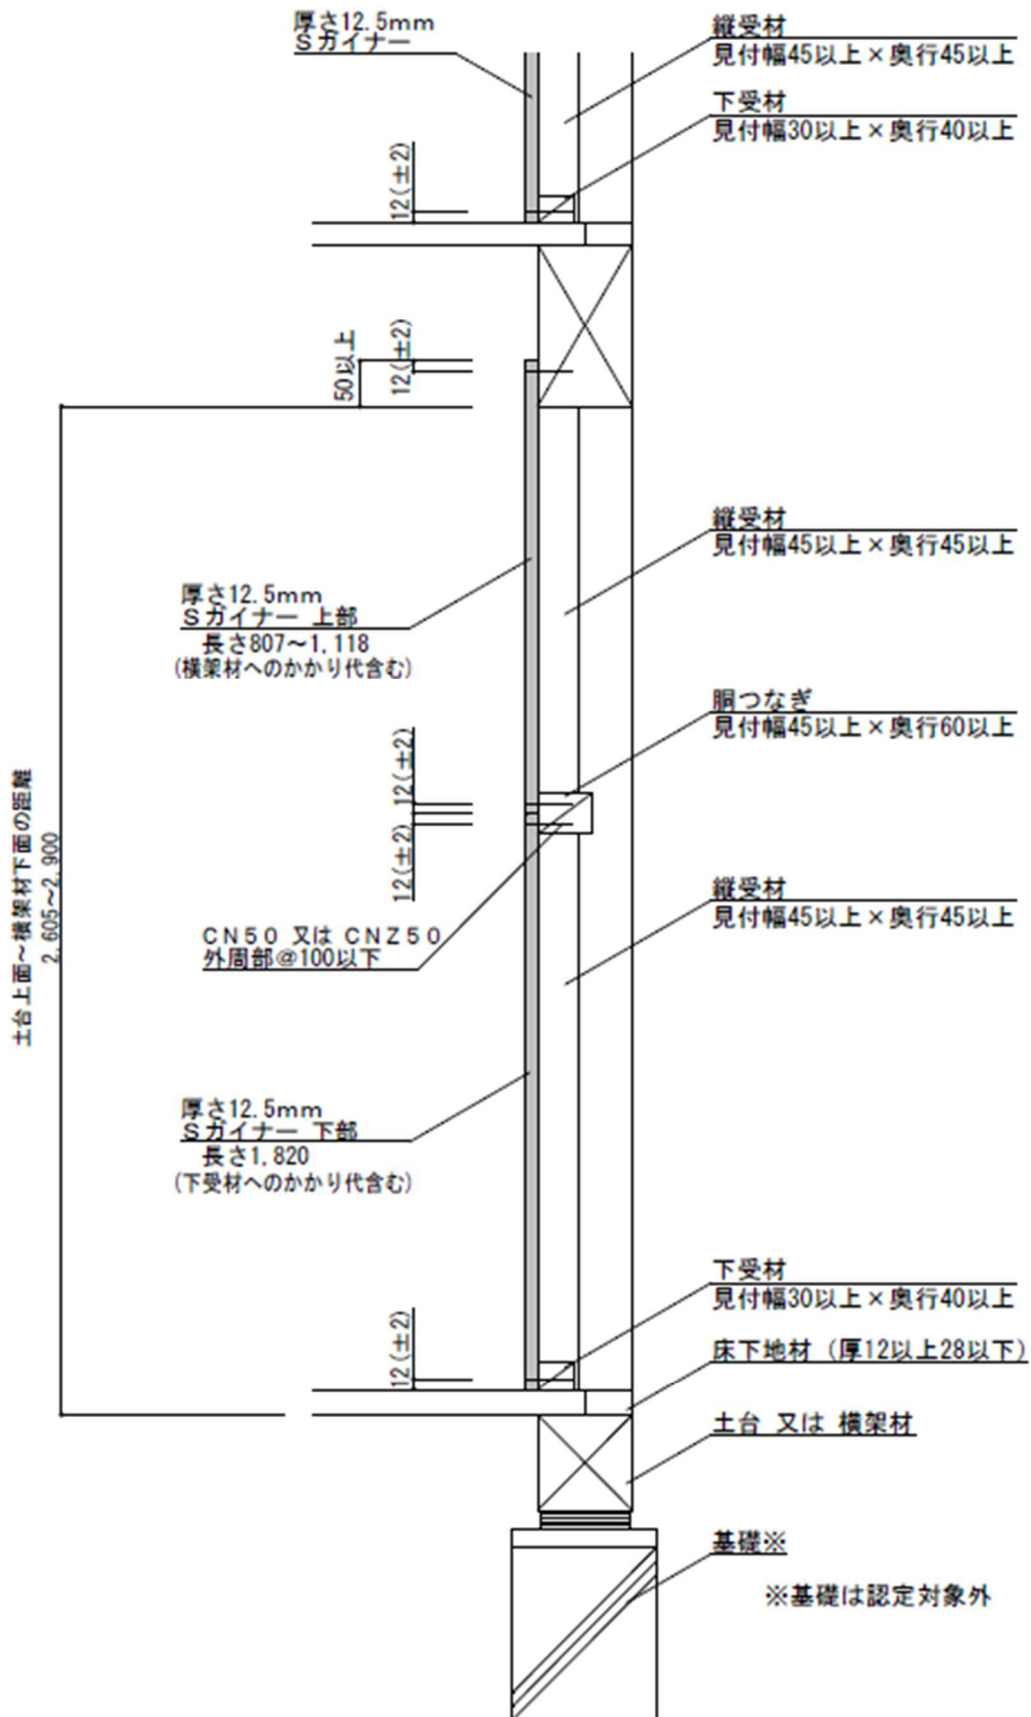 厚さ12.5mm
Sガイナー
縦受材
見付幅45以上×奥行45以上
下受材
見付幅30以上×奥行40以上
12(±2)
50以上
12(±2)
縦受材
見付幅45以上×奥行45以上
厚さ12.5mm
Sガイナー 上部
長さ807～1,118
(横架材へのかかり代含む)
胴つなぎ
見付幅45以上×奥行60以上
12(±2)
12(±2)
土台上面～横架材下面の距離
2,605～2,900
縦受材
見付幅45以上×奥行45以上
CN50 又は CNZ50
外周部@100以下
厚さ12.5mm
Sガイナー 下部
長さ1,820
(下受材へのかかり代含む)
下受材
見付幅30以上×奥行40以上
12(±2)
床下地材 (厚12以上28以下)
土台 又は 横架材
基礎※
※基礎は認定対象外